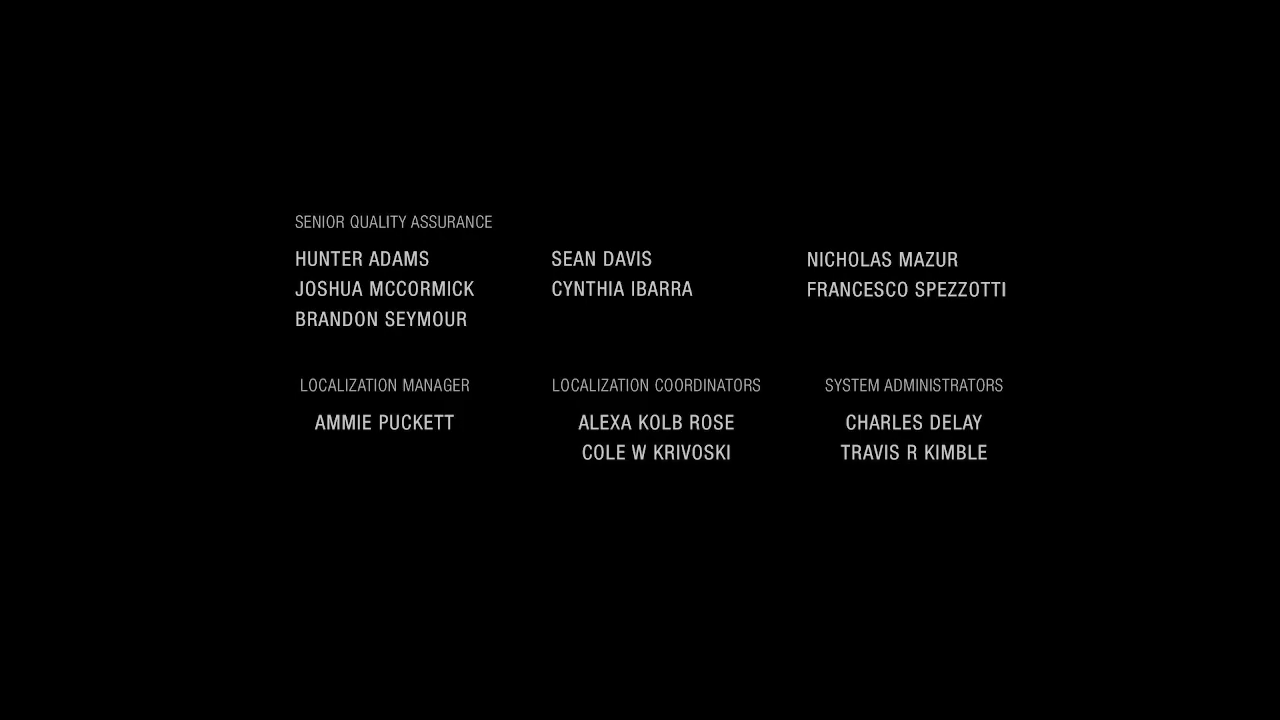 SENIOR QUALITY ASSURANCE
HUNTER ADAMS
JOSHUA MCCORMICK
BRANDON SEYMOUR
SEAN DAVIS
CYNTHIA IBARRA
NICHOLAS MAZUR
FRANCESCO SPEZZOTTI
LOCALIZATION MANAGER
AMMIE PUCKETT
LOCALIZATION COORDINATORS
ALEXA KOLB ROSE
COLE W KRIVOSKI
SYSTEM ADMINISTRATORS
CHARLES DELAY
TRAVIS R KIMBLE